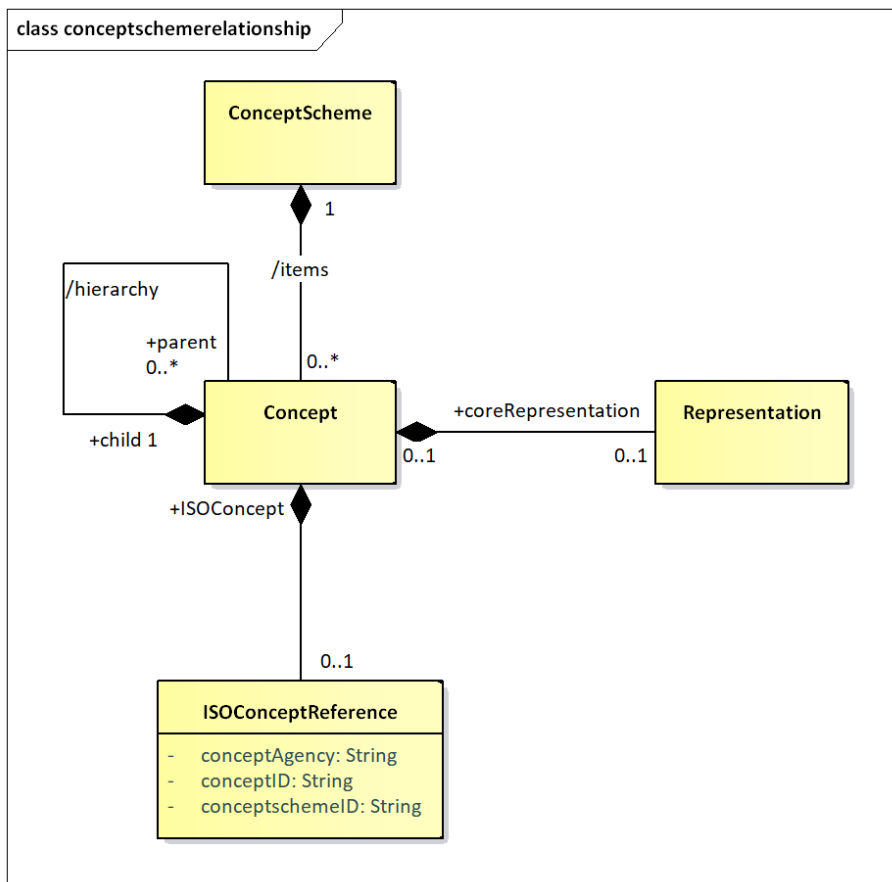 class conceptschemerelationship
ConceptScheme
1
/items
/hierarchy
+parent
0..*
0..*
Concept
+coreRepresentation
Representation
+child 1
0..1
0..1
+ISOConcept
0..1
ISOConceptReference
- conceptAgency: String
- conceptID: String
- conceptschemeID: String